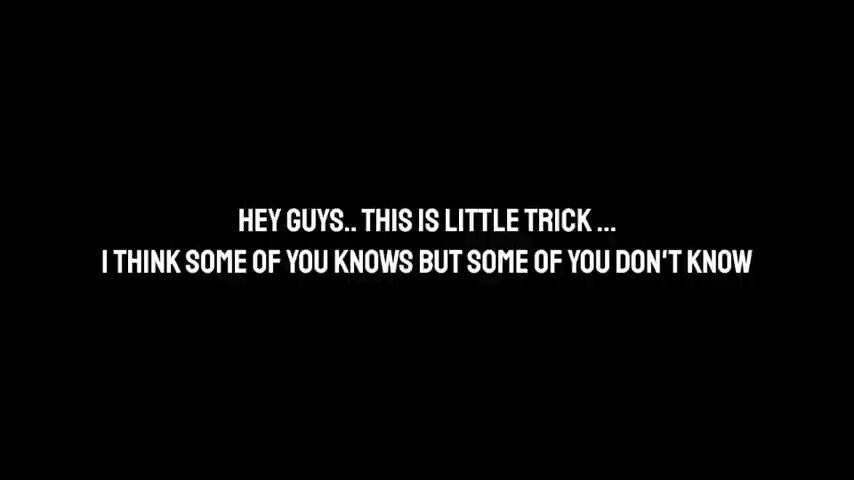 HEY GUYS.. THIS IS LITTLE TRICK ...
I THINK SOME OF YOU KNOWS BUT SOME OF YOU DON'T KNOW